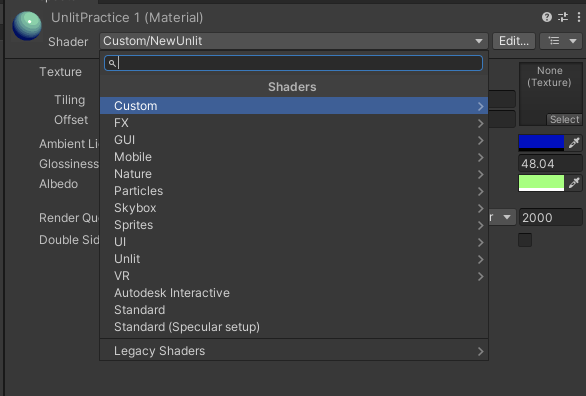 UnlitPractice 1 (Material)
Shader Custom/NewUnlit Edit...
Shaders
Texture
None
(Texture)
Select
Tiling
Offset
Ambient Li
Glossiness 48.04
Albedo
Render Qu r 2000
Double Sid
Custom
FX
GUI
Mobile
Nature
Particles
Skybox
Sprites
UI
Unlit
VR
Autodesk Interactive
Standard
Standard (Specular setup)
Legacy Shaders